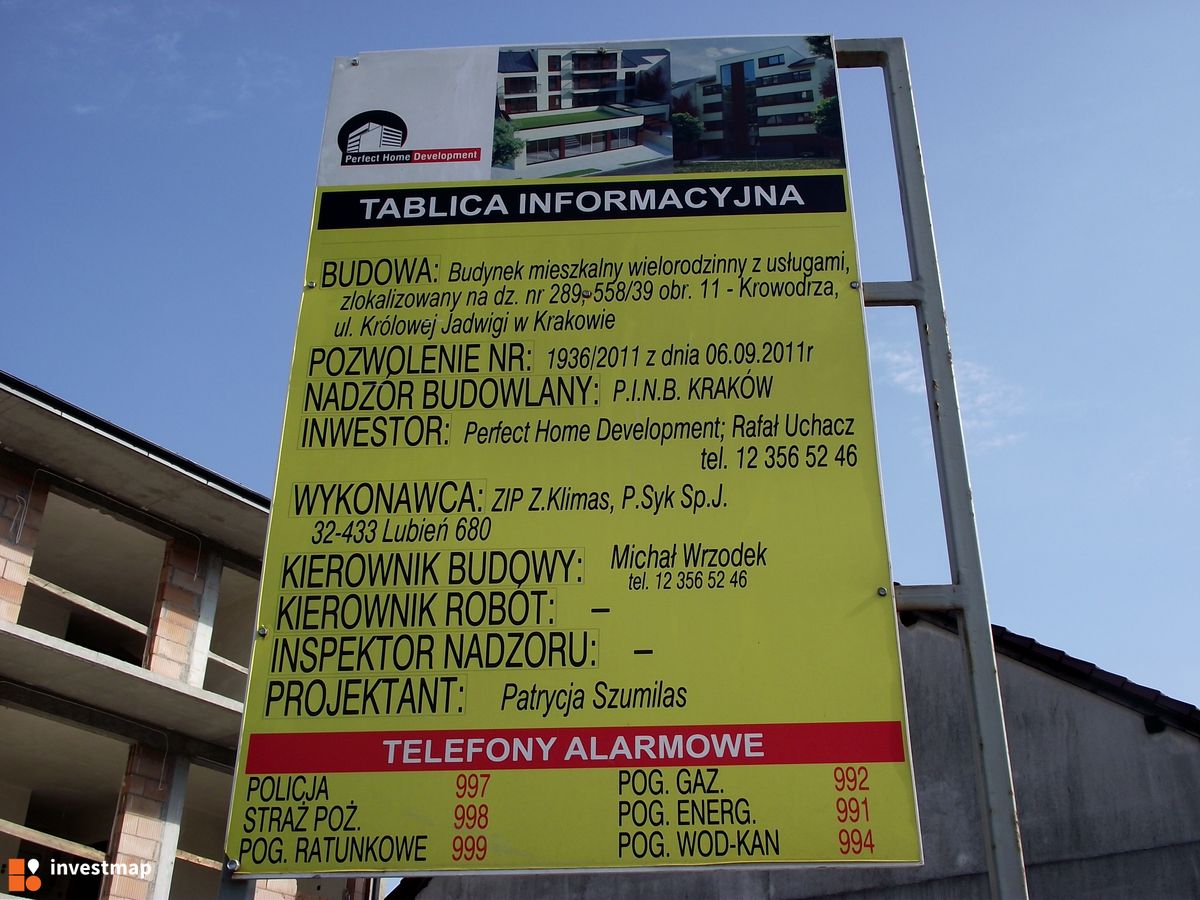 Perfect Home Development
TABLICA INFORMACYJNA
BUDOWA: Budynek mieszkalny wielorodzinny z usługami,
zlokalizowany na dz. nr 289; 558/39 obr. 11 - Krowodrza,
ul. Królowej Jadwigi w Krakowie
POZWOLENIE NR: 1936/2011 z dnia 06.09.2011r
NADZÓR BUDOWLANY: P.I.N.B. KRAKÓW
INWESTOR: Perfect Home Development; Rafał Uchacz
tel. 12 356 52 46
WYKONAWCA: ZIP Z.Klimas, P.Syk Sp.J.
32-433 Lubień 680
KIEROWNIK BUDOWY: Michał Wrzodek
tel. 12 356 52 46
KIEROWNIK ROBÓT: –
INSPEKTOR NADZORU: –
PROJEKTANT: Patrycja Szumilas
TELEFONY ALARMOWE
POLICJA 997 POG. GAZ. 992
STRAŻ POŻ. 998 POG. ENERG. 991
POG. RATUNKOWE 999 POG. WOD-KAN 994
investmap